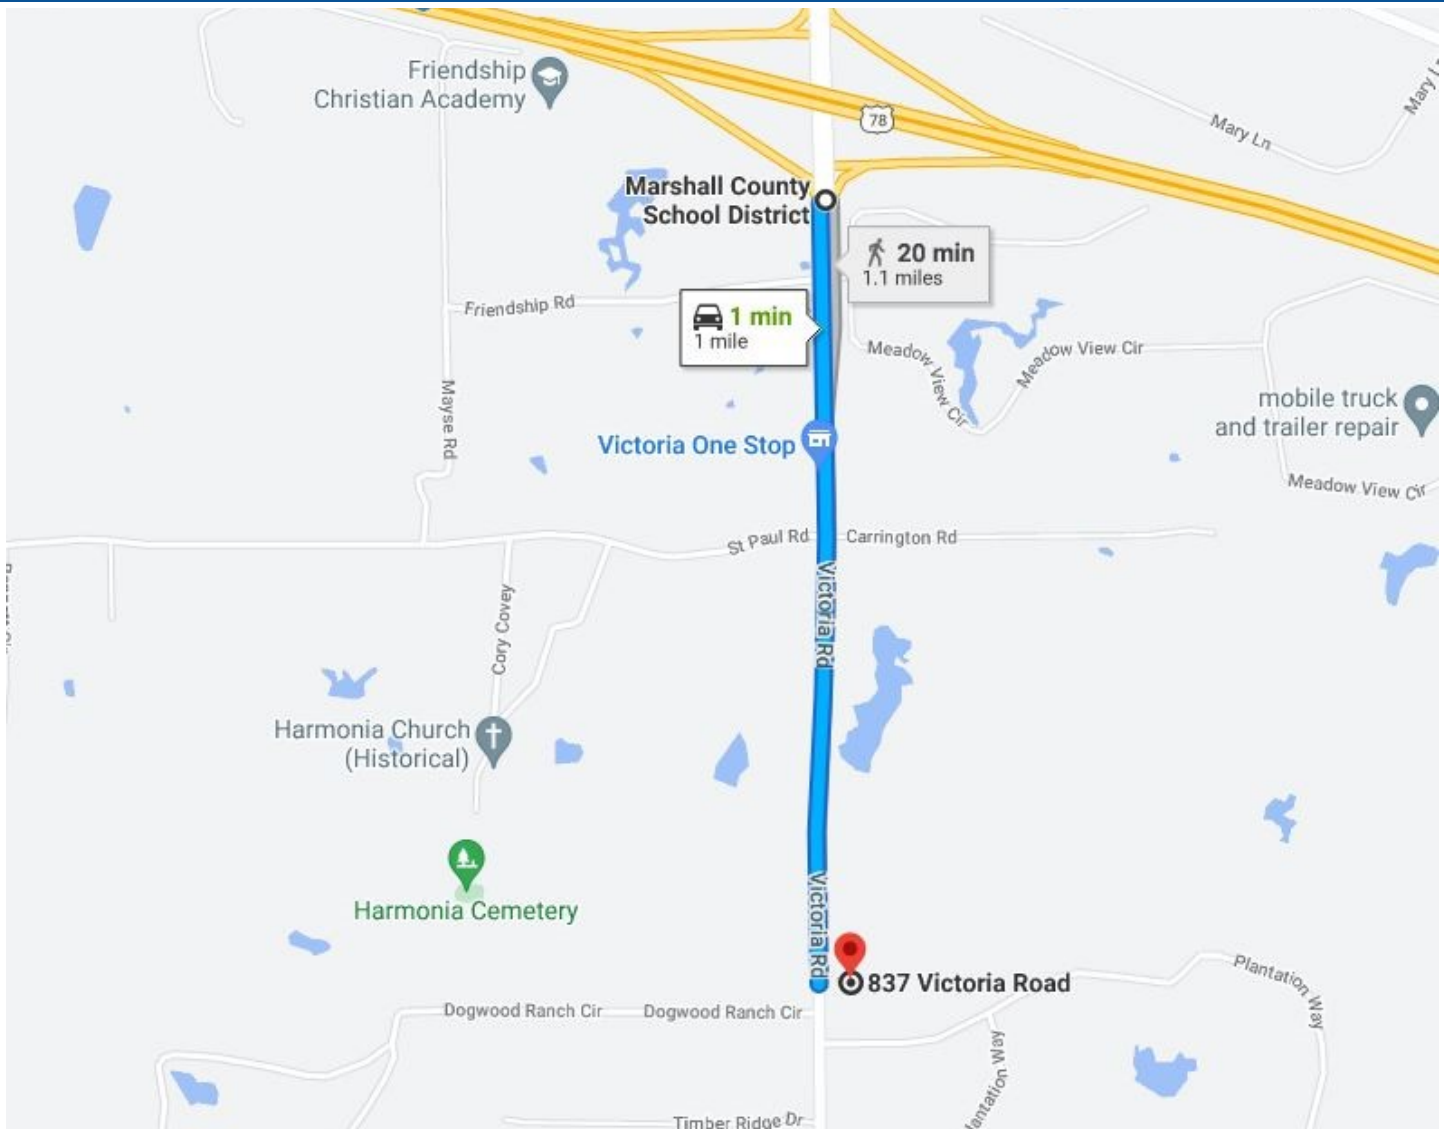 Friendship
Christian Academy
78
Mary Ln
Mary
Marshall County
School District
20 min
1.1 miles
Friendship Rd
1 min
1 mile
Meadow View Cir
Meadow View Cir
Mayse Rd
mobile truck
and trailer repair
Victoria One Stop
Meadow View Cir
St Paul Rd
Carrington Rd
Victoria Rd
Cory Covey
Harmonia Church
(Historical)
Harmonia Cemetery
Victoria Rd
837 Victoria Road
Plantation Way
Dogwood Ranch Cir
Dogwood Ranch Cir
Way
Timber Ridge Dr